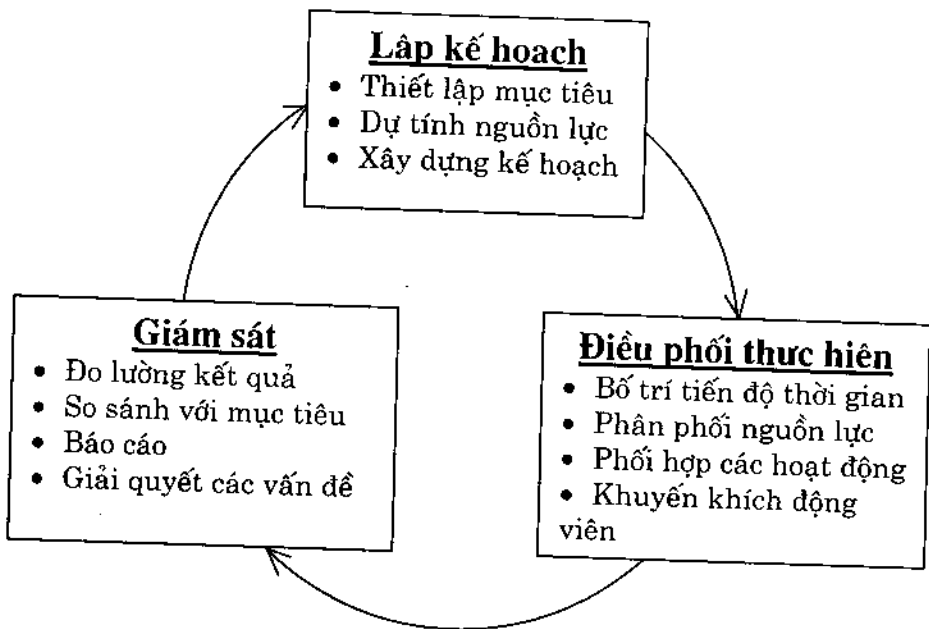 Lập kế hoạch
• Thiết lập mục tiêu
• Dự tính nguồn lực
• Xây dựng kế hoạch
Giám sát
• Đo lường kết quả
• So sánh với mục tiêu
• Báo cáo
• Giải quyết các vấn đề
Điều phối thực hiện
• Bố trí tiến độ thời gian
• Phân phối nguồn lực
• Phối hợp các hoạt động
• Khuyến khích động
viên